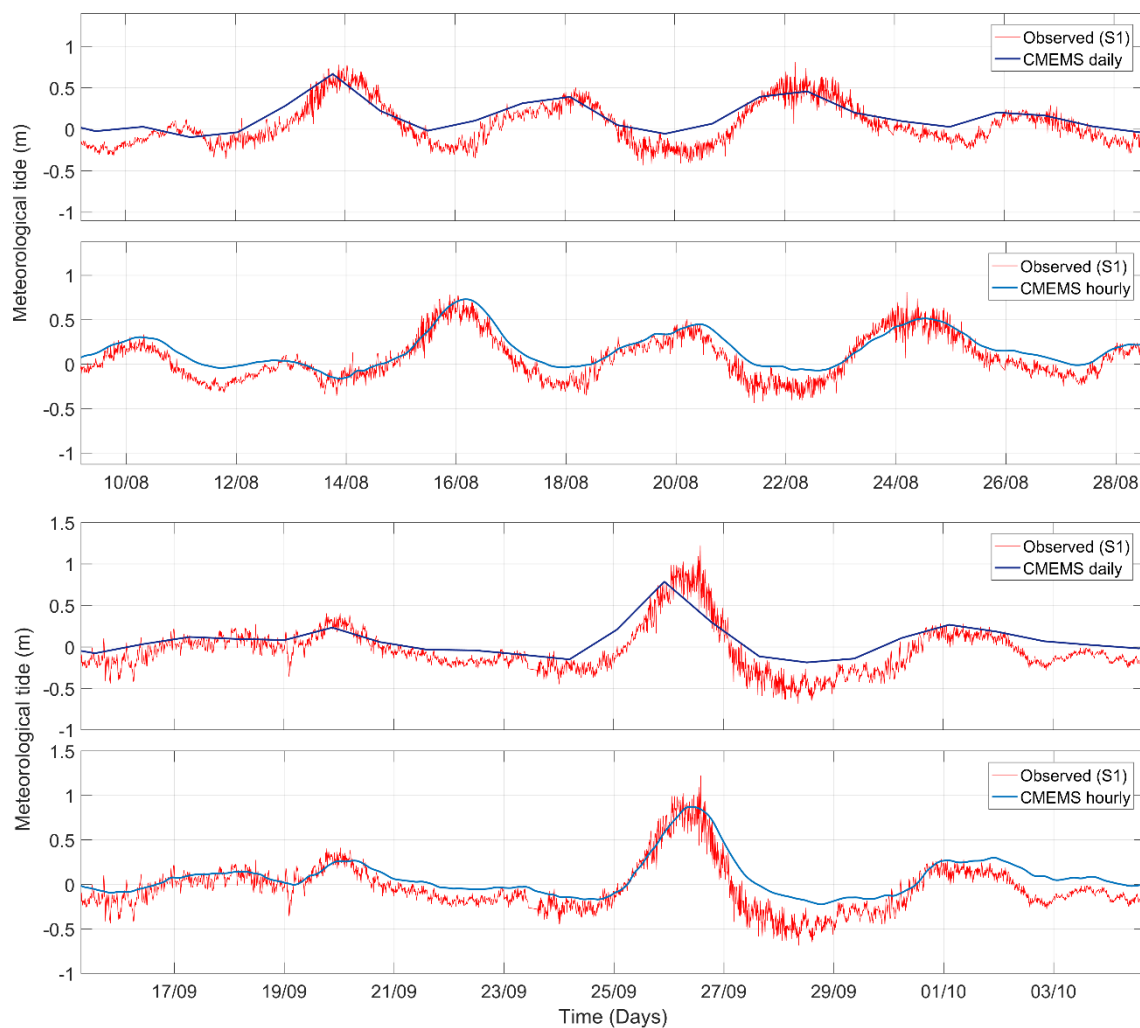 Meteorological tide (m)
1
0.5
0
-0.5
-1
Observed (S1)
CMEMS daily
1
0.5
0
-0.5
-1
Observed (S1)
CMEMS hourly
10/08 12/08 14/08 16/08 18/08 20/08 22/08 24/08 26/08 28/08
Meteorological tide (m)
1.5
1
0.5
0
-0.5
-1
Observed (S1)
CMEMS daily
1.5
1
0.5
0
-0.5
-1
Observed (S1)
CMEMS hourly
17/09 19/09 21/09 23/09 25/09 27/09 29/09 01/10 03/10
Time (Days)